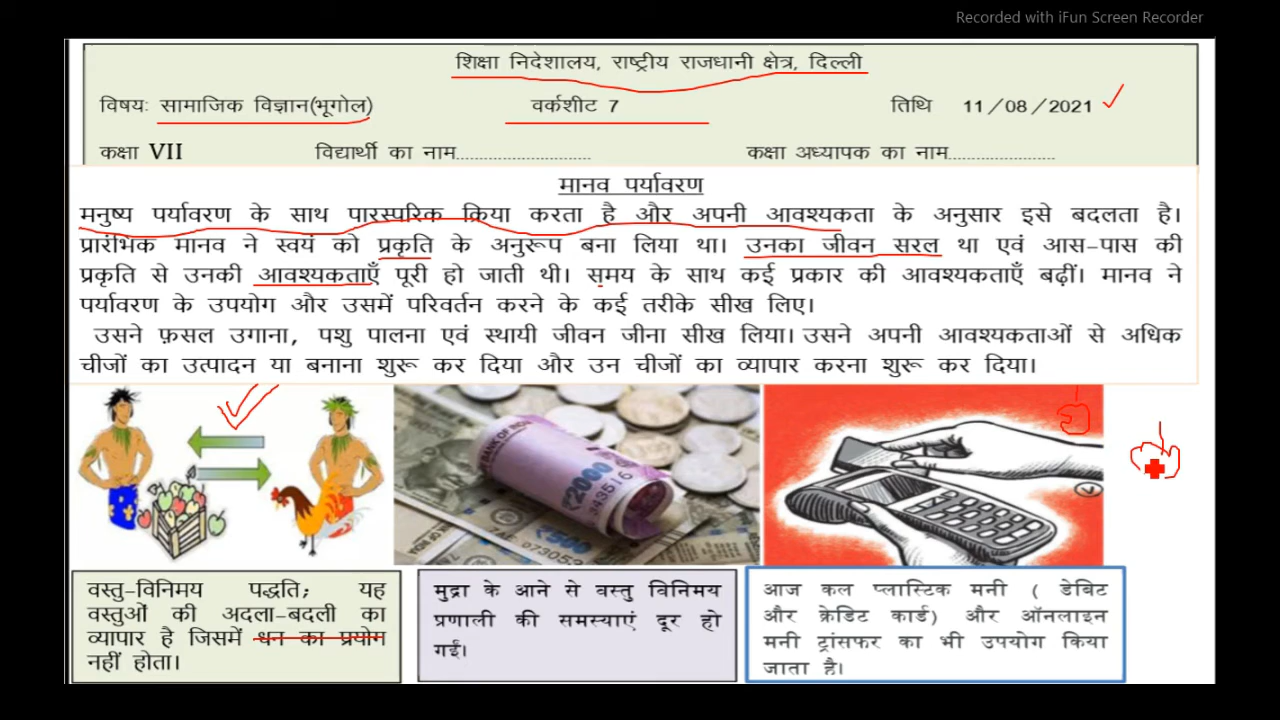 Recorded with iFun Screen Recorder
शिक्षा निदेशालय, राष्ट्रीय राजधानी क्षेत्र, दिल्ली
विषयः सामाजिक विज्ञान(भूगोल) वर्कशीट 7 तिथि 11/08/2021
कक्षा VII विद्यार्थी का नाम............................... कक्षा अध्यापक का नाम.........................
मानव पर्यावरण
मनुष्य पर्यावरण के साथ पारस्परिक क्रिया करता है और अपनी आवश्यकता के अनुसार इसे बदलता है।
प्रारंभिक मानव ने स्वयं को प्रकृति के अनुरूप बना लिया था। उनका जीवन सरल था एवं आस-पास की
प्रकृति से उनकी आवश्यकताएँ पूरी हो जाती थी। समय के साथ कई प्रकार की आवश्यकताएँ बढ़ीं। मानव ने
पर्यावरण के उपयोग और उसमें परिवर्तन करने के कई तरीके सीख लिए।
उसने फ़सल उगाना, पशु पालना एवं स्थायी जीवन जीना सीख लिया। उसने अपनी आवश्यकताओं से अधिक
चीजों का उत्पादन या बनाना शुरू कर दिया और उन चीजों का व्यापार करना शुरू कर दिया।
₹2000
₹500
वस्तु-विनिमय पद्धति; यह
वस्तुओं की अदला-बदली का
व्यापार है जिसमें धन का प्रयोग
नहीं होता।
मुद्रा के आने से वस्तु विनिमय
प्रणाली की समस्याएं दूर हो
गईं।
आज कल प्लास्टिक मनी ( डेबिट
और क्रेडिट कार्ड) और ऑनलाइन
मनी ट्रांसफर का भी उपयोग किया
जाता है।